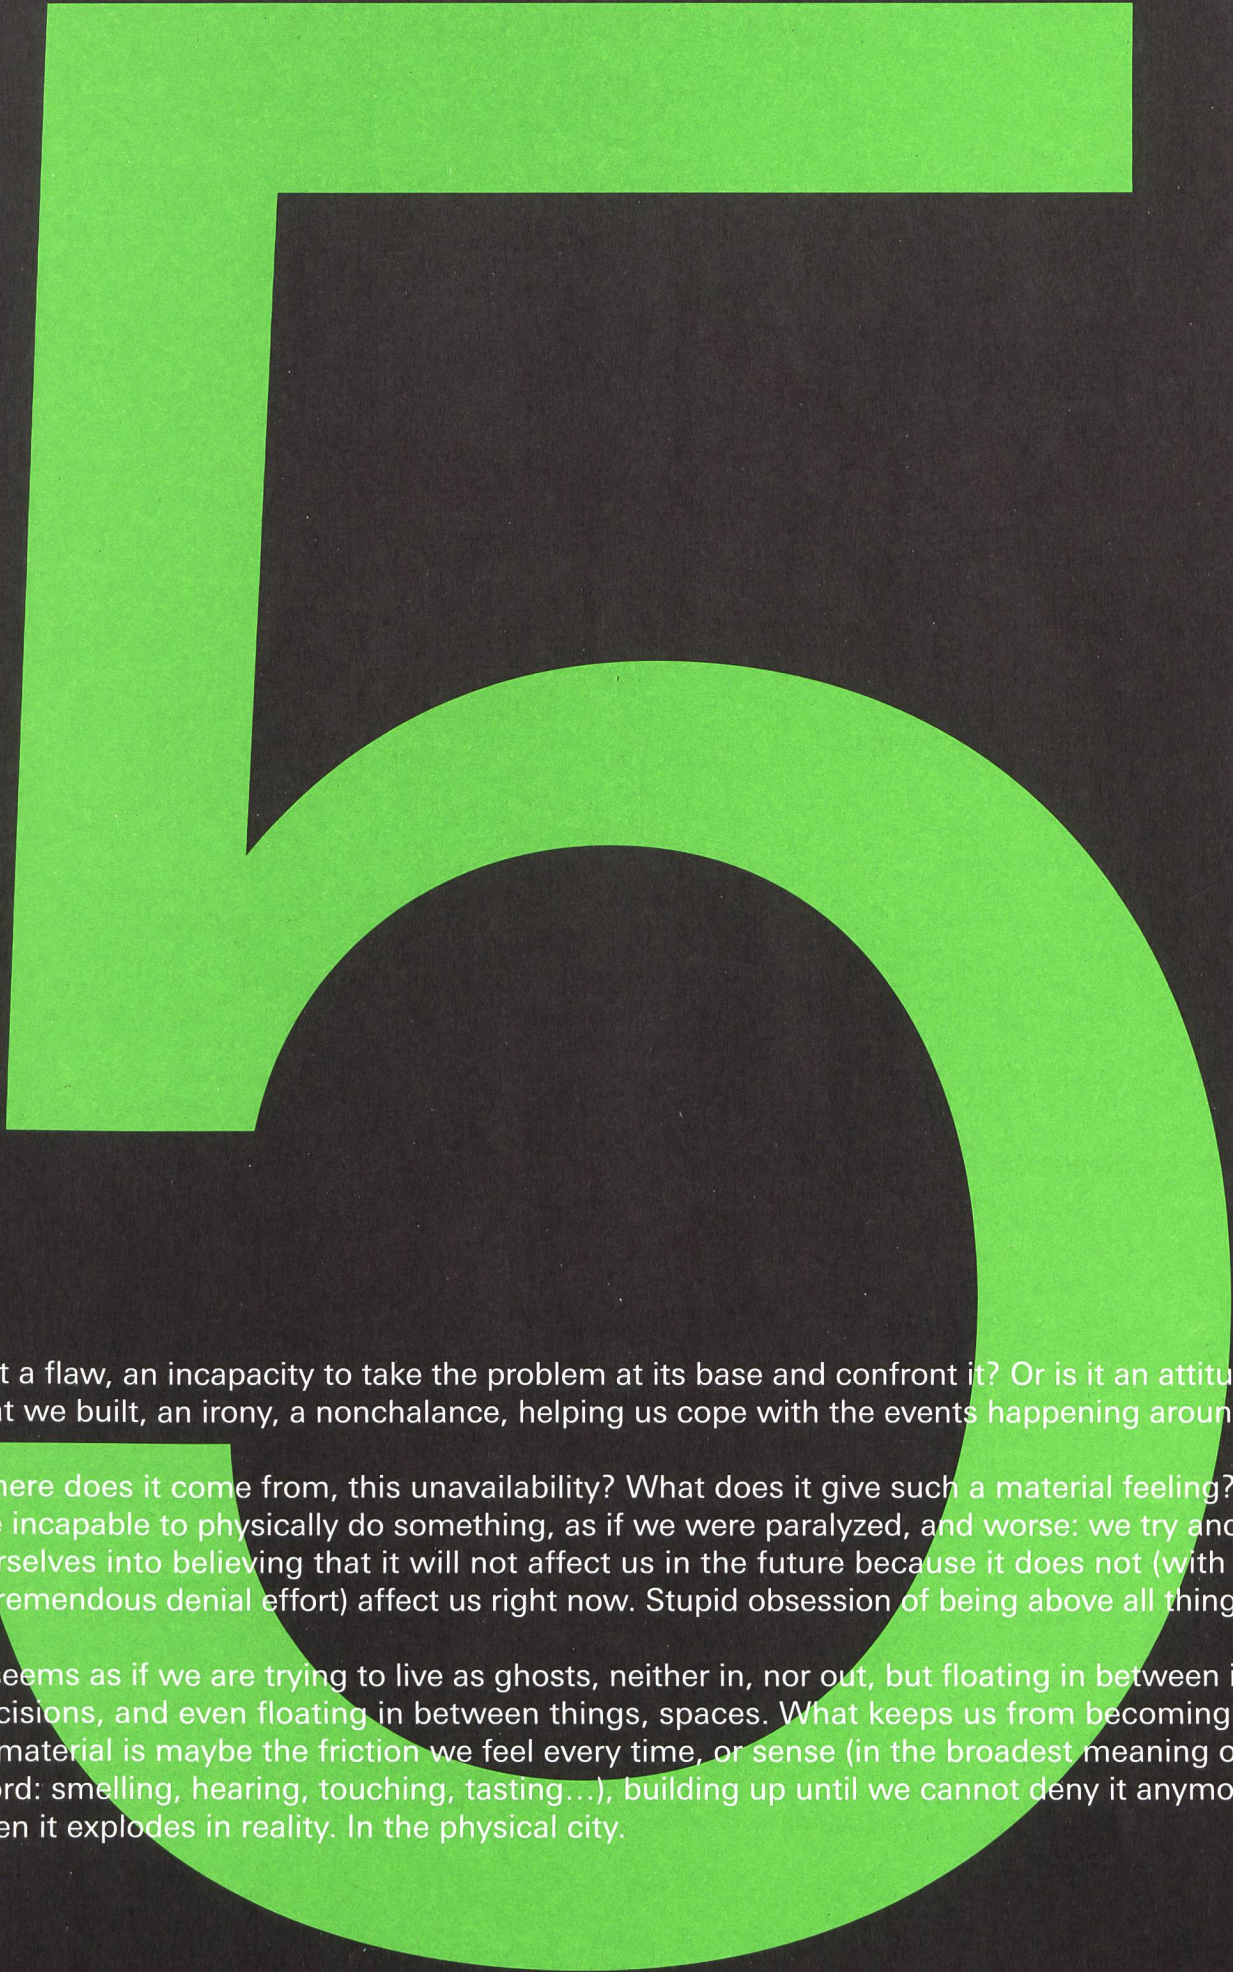 5
t a flaw, an incapacity to take the problem at its base and confront it? Or is it an attitu
at we built, an irony, a nonchalance, helping us cope with the events happening aroun
here does it come from, this unavailability? What does it give such a material feeling?
e incapable to physically do something, as if we were paralyzed, and worse: we try and
rselves into believing that it will not affect us in the future because it does not (with
remendous denial effort) affect us right now. Stupid obsession of being above all thing
seems as if we are trying to live as ghosts, neither in, nor out, but floating in between i
cisions, and even floating in between things, spaces. What keeps us from becoming
material is maybe the friction we feel every time, or sense (in the broadest meaning o
ord: smelling, hearing, touching, tasting...), building up until we cannot deny it anymo
en it explodes in reality. In the physical city.